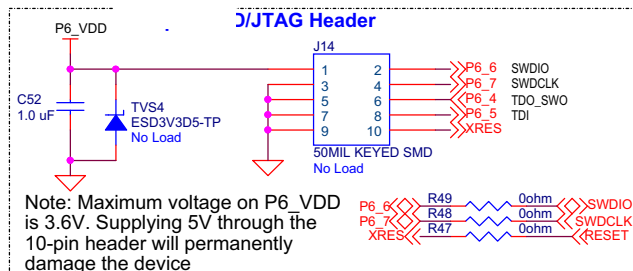 D/JTAG Header
P6_VDD
J14
1 2 P6_6 SWDIO
3 4 P6_7 SWDCLK
5 6 P6_4 TDO_SWO
7 8 P6_5 TDI
9 10 XRES
C52
1.0 uF
TVS4
ESD3V3D5-TP
No Load
50MIL KEYED SMD
No Load
Note: Maximum voltage on P6_VDD
is 3.6V. Supplying 5V through the
10-pin header will permanently
damage the device
P6_6 R49 0ohm SWDIO
P6_7 R48 0ohm SWDCLK
XRES R47 0ohm RESET